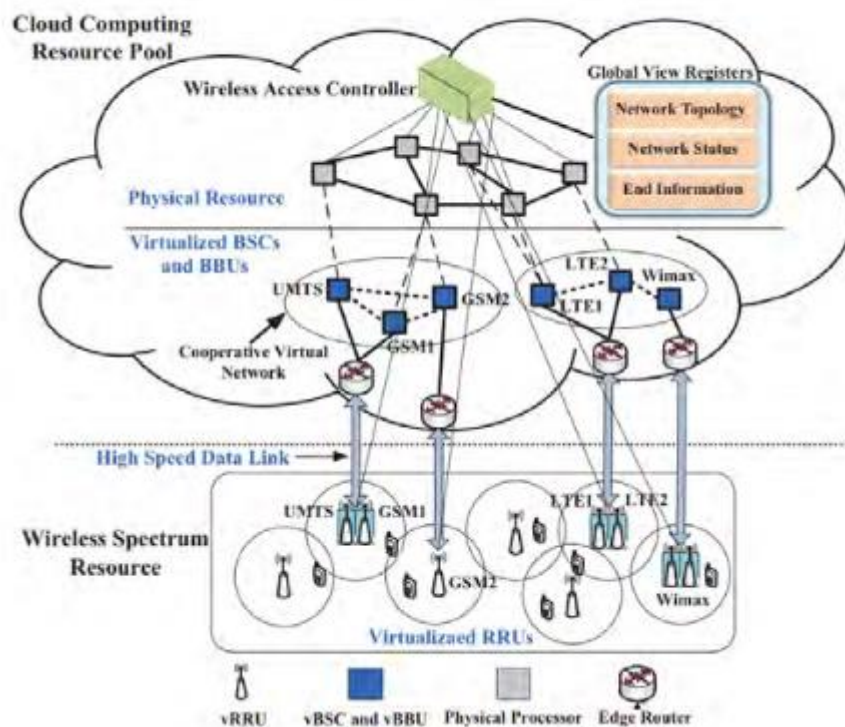 Cloud Computing
Resource Pool
Wireless Access Controller
Global View Registers
Network Topology
Network Status
End Information
Physical Resource
Virtualized BSCs
and BBUs
UMTS
GSM2
GSM1
LTE2
Wimax
LTE1
Cooperative Virtual
Network
High Speed Data Link
UMTS
GSM1
LTE1
LTE2
Wireless Spectrum
Resource
GSM2
Wimax
Virtualizaed RRUs
vRRU
vBSC and vBBU
Physical Processor
Edge Router